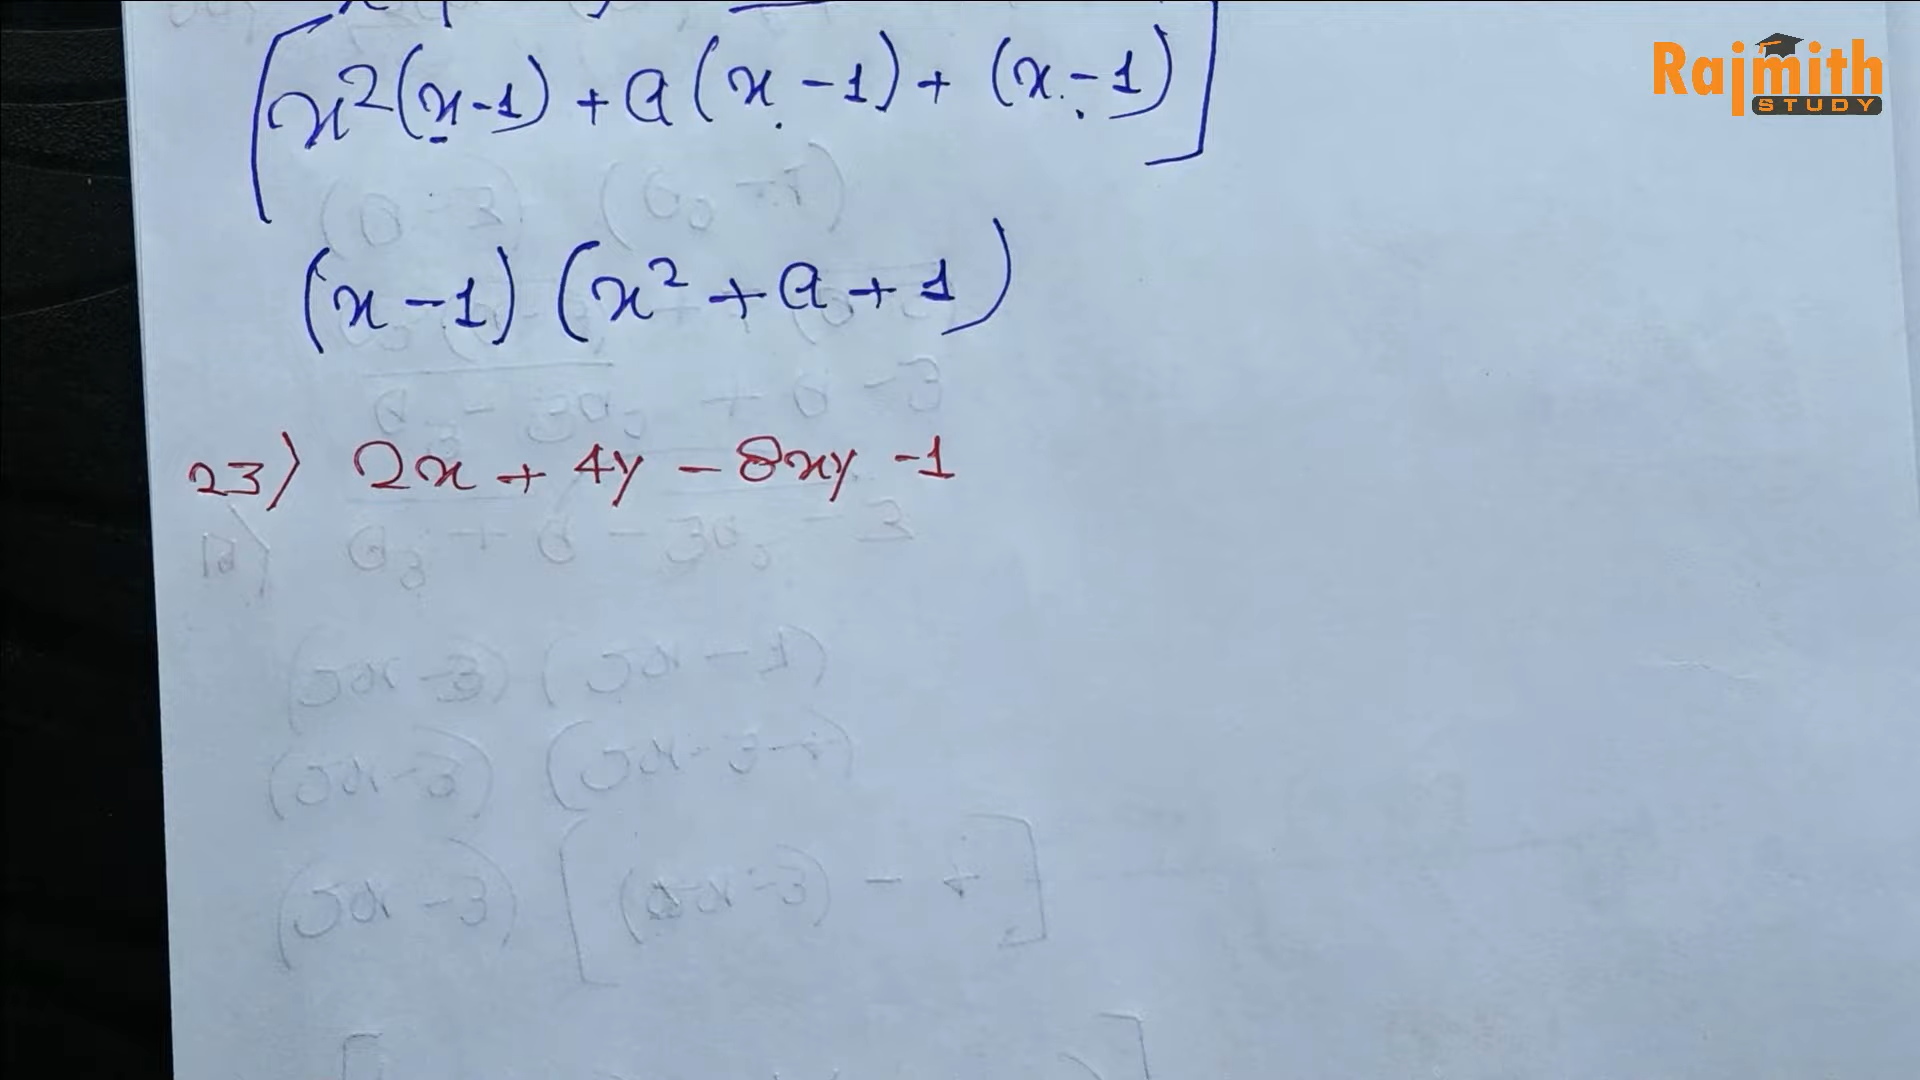 Rajmith
STUDY
[x²(x-1) + a(x-1) + (x-1)]
(x-1) (x² + a + 1)
23) 2x + 4y - 8xy - 1